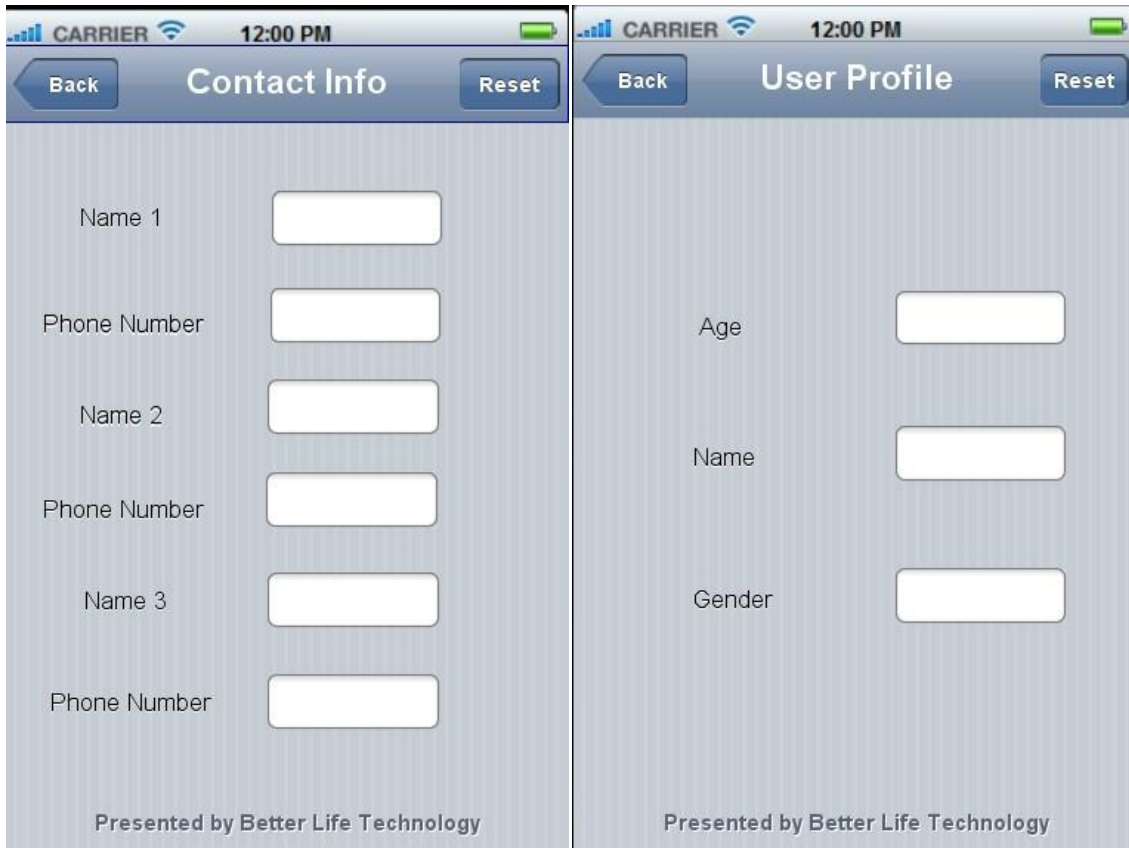 CARRIER 12:00 PM
Back Contact Info Reset
Name 1
Phone Number
Name 2
Phone Number
Name 3
Phone Number
Presented by Better Life Technology
CARRIER 12:00 PM
Back User Profile Reset
Age
Name
Gender
Presented by Better Life Technology